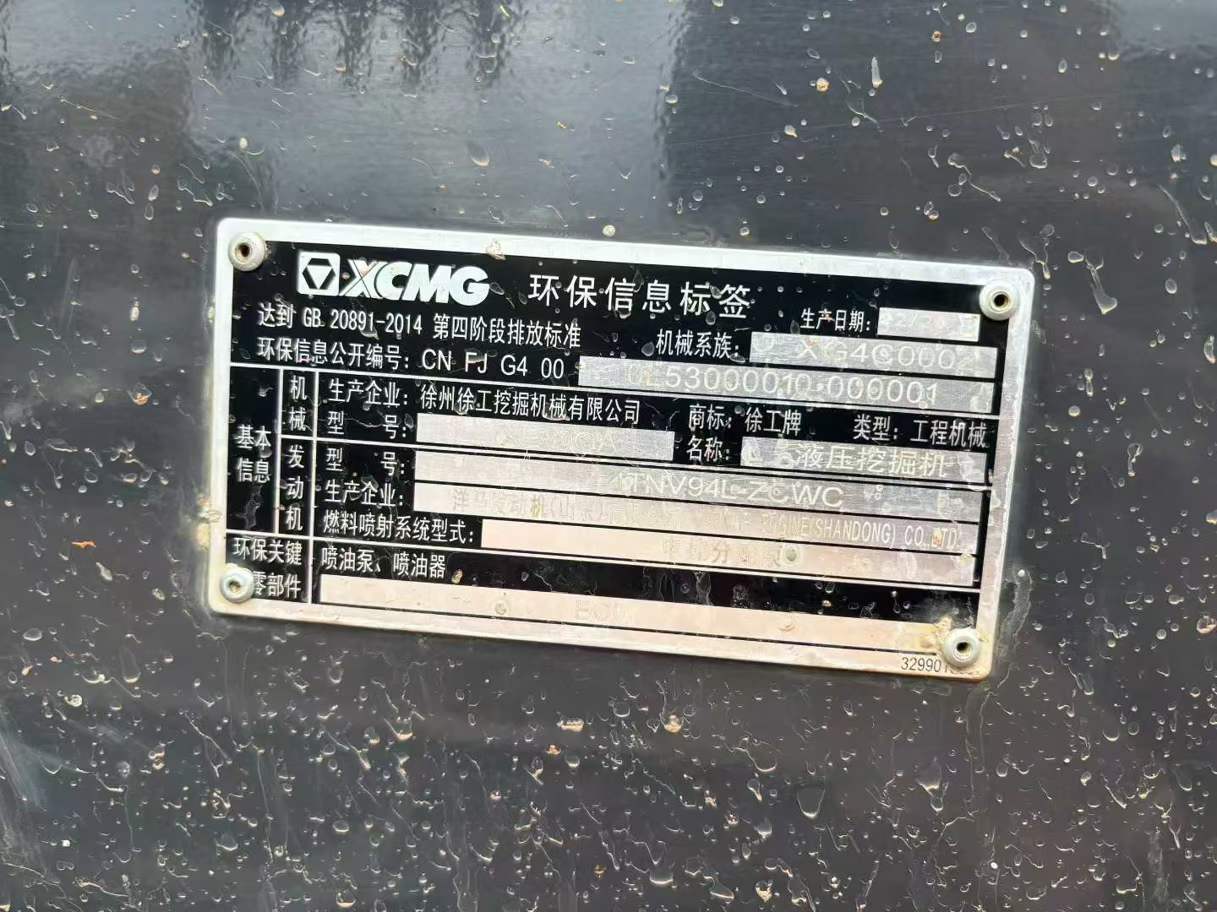 XCMG 环保信息标签
达到 GB 20891-2014 第四阶段排放标准 生产日期:
环保信息公开编号: CN FJ G4 00 53000010 000001
机械系族: XG4C0002
基本信息
机械
生产企业: 徐州徐工挖掘机械有限公司 商标: 徐工牌 类型: 工程机械
型 号: 名称: 液压挖掘机
发动机
型 号: 4TNV94L-ZCWC
生产企业: (SHANDONG) CO.,LTD.
燃料喷射系统型式:
环保关键零部件
喷油泵、喷油器